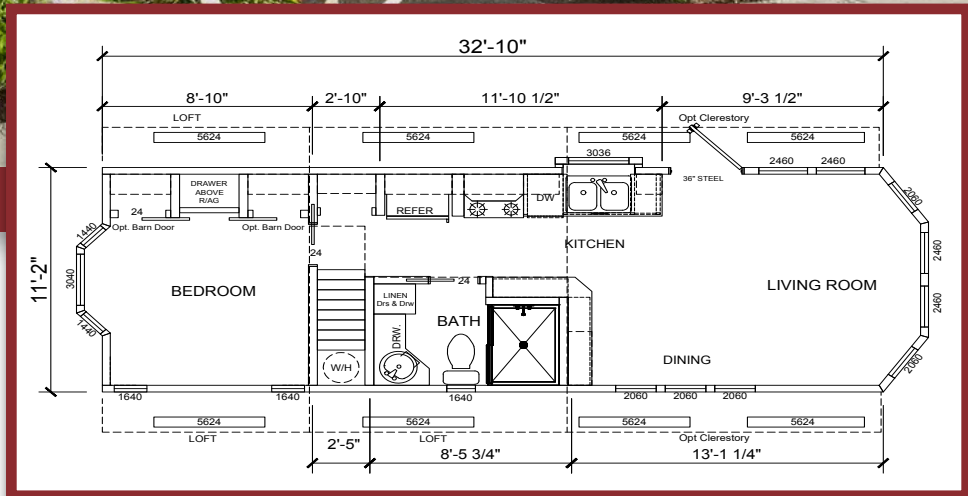 32'-10"
8'-10" 2'-10" 11'-10 1/2" 9'-3 1/2"
LOFT Opt Clerestory
5624 5624 5624 5624
3036
36" STEEL
2460 2460
DRAWER
ABOVE
R/AG
24
Opt. Barn Door Opt. Barn Door
REFER
DW
24
KITCHEN
2060
1440
2460
3040
11'-2"
BEDROOM
LIVING ROOM
24
LINEN
Drs & Drw
BATH
DRW.
2460
1440
W/H
DINING
2060
1640 1640 1640 2060 2060 2060
5624 5624 5624 5624
LOFT LOFT Opt Clerestory
2'-5" 8'-5 3/4" 13'-1 1/4"